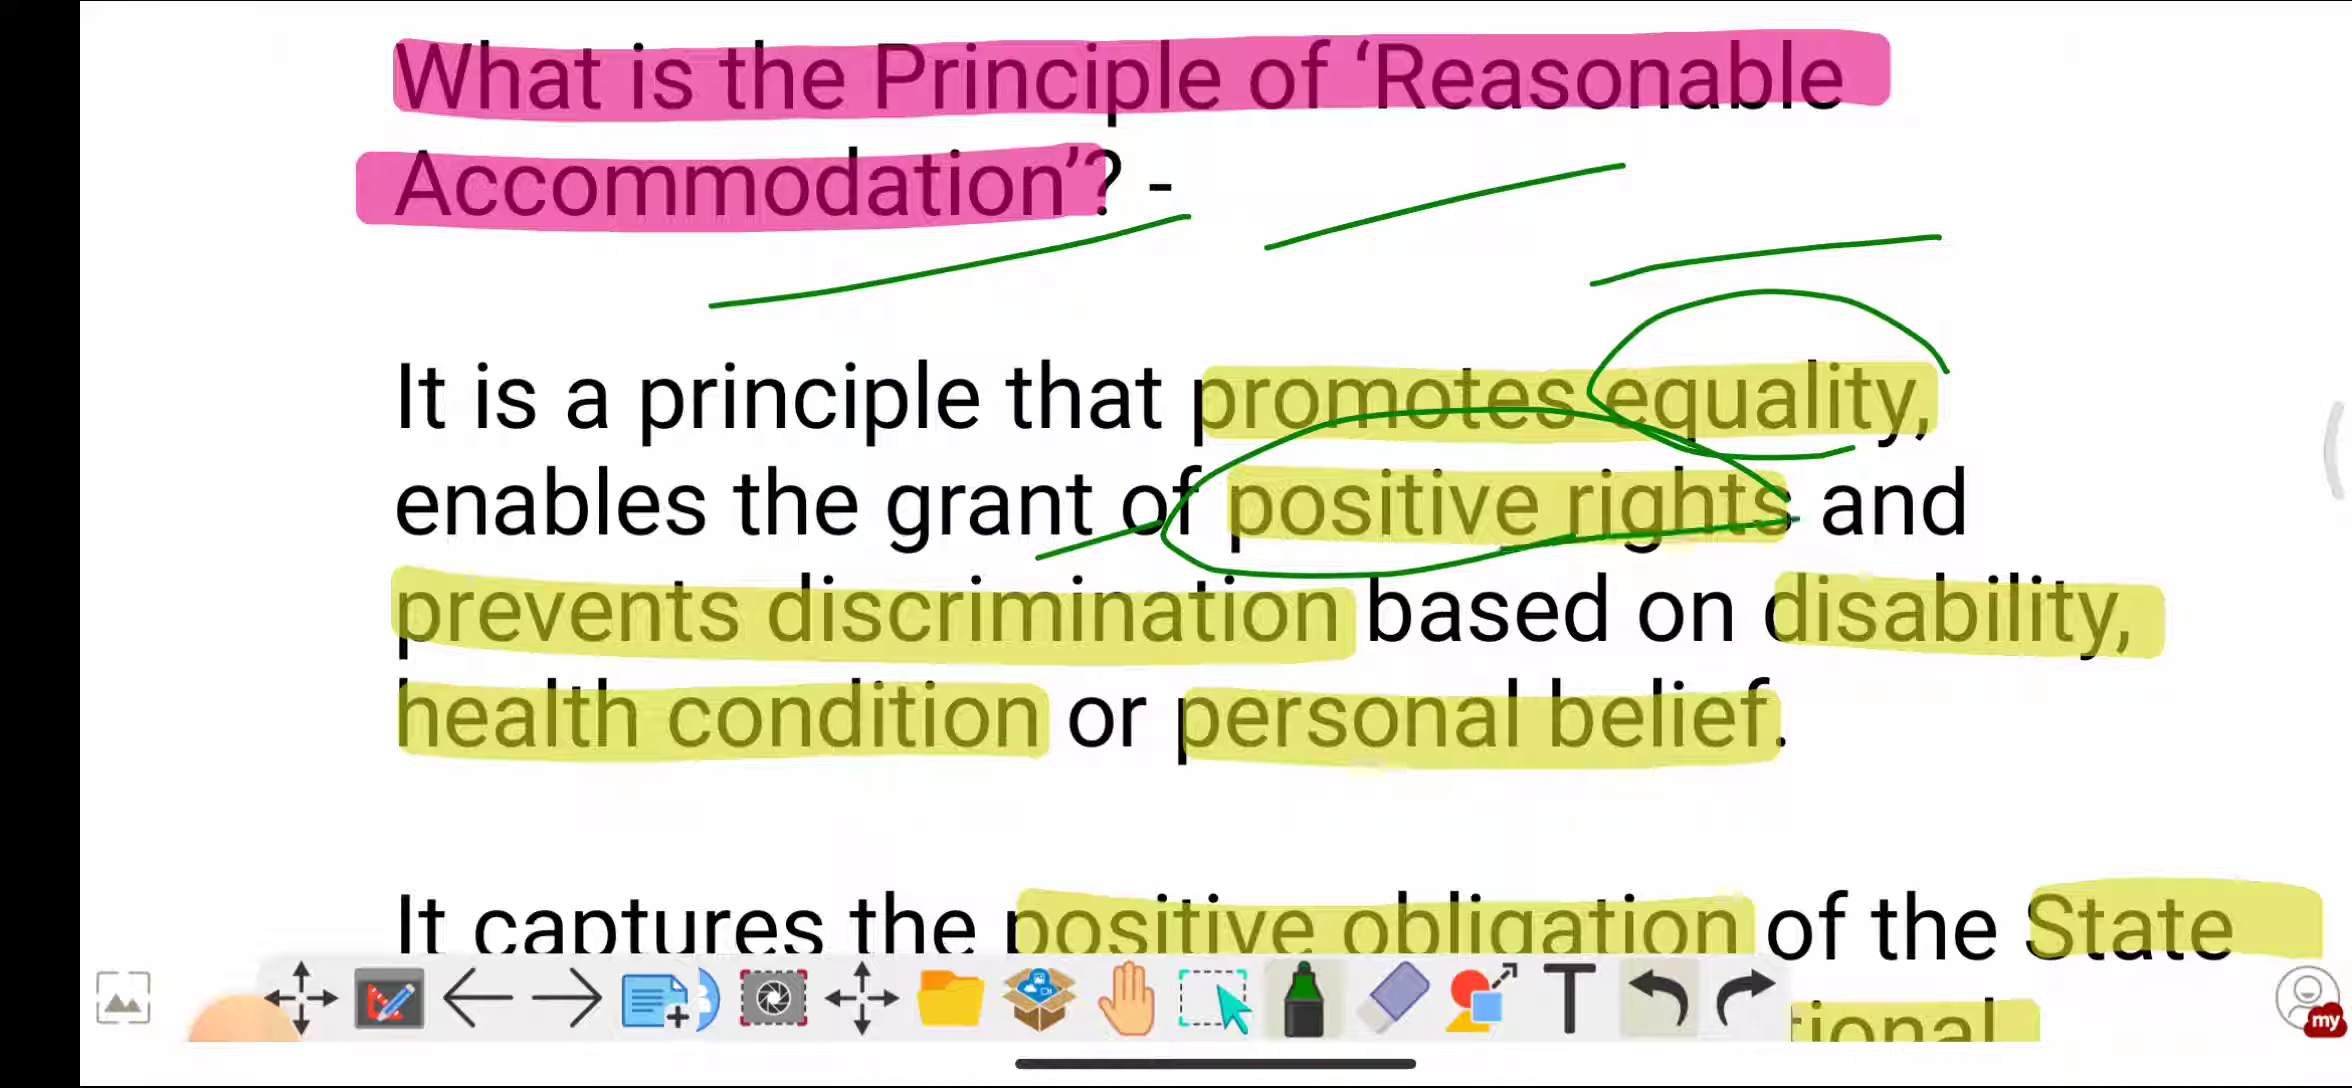 What is the Principle of ‘Reasonable
Accommodation’? -
It is a principle that promotes equality,
enables the grant of positive rights and
prevents discrimination based on disability,
health condition or personal belief.
It captures the positive obligation of the State
T
my